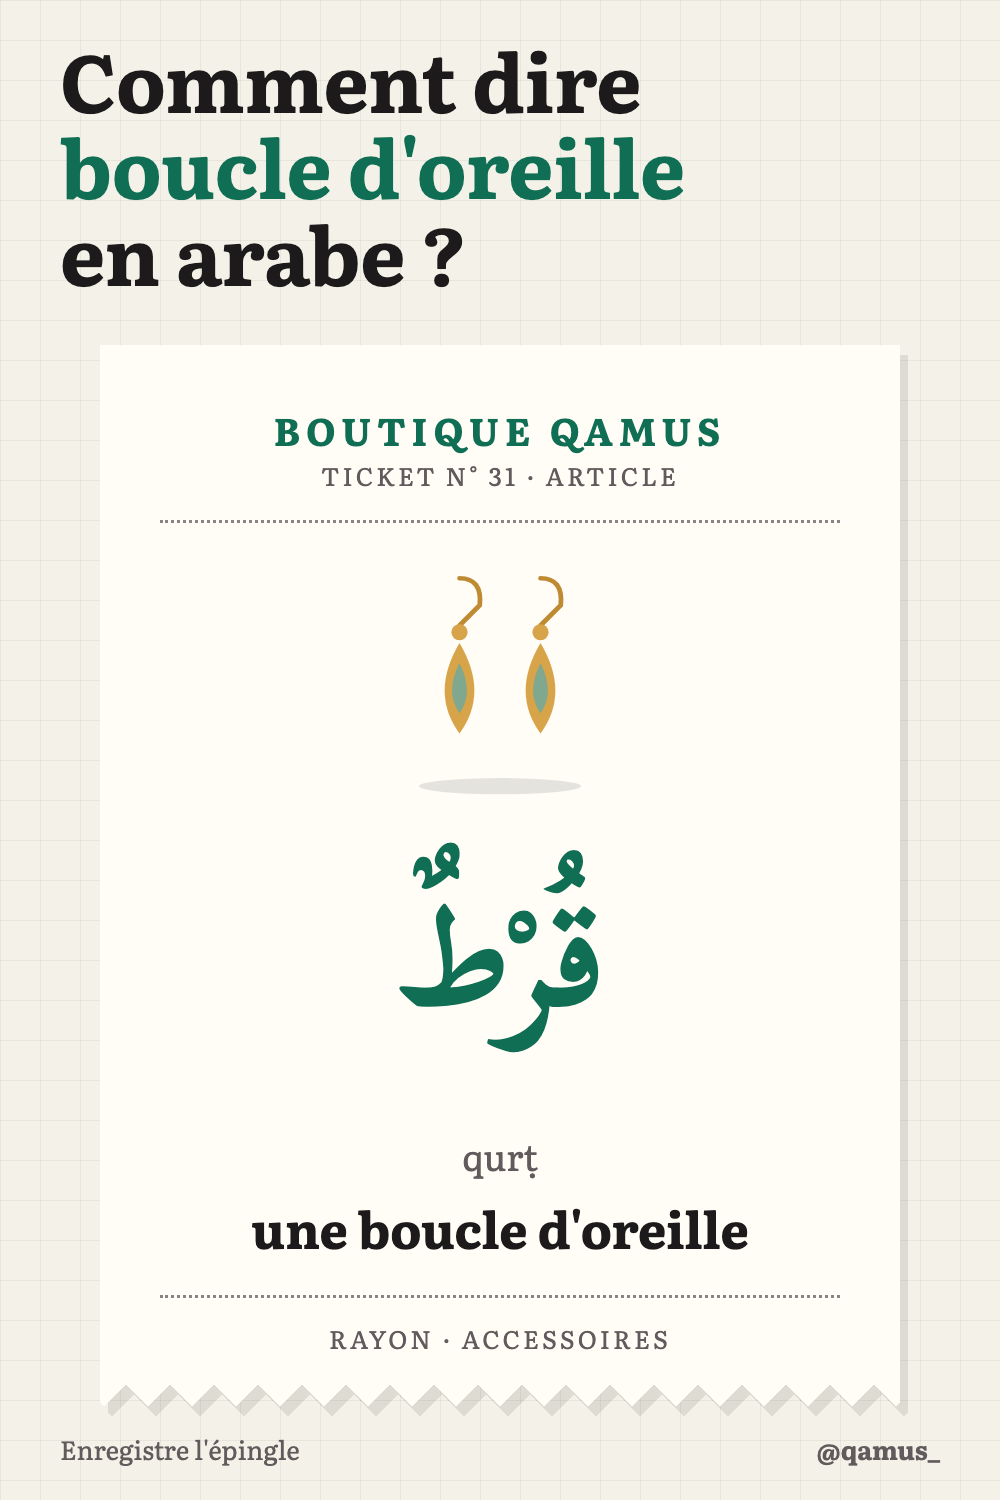 Comment dire
boucle d'oreille
en arabe ?
BOUTIQUE QAMUS
TICKET N° 31 · ARTICLE
قُرْطٌ
qurṭ
une boucle d'oreille
RAYON · ACCESSOIRES
Enregistre l'épingle
@qamus_